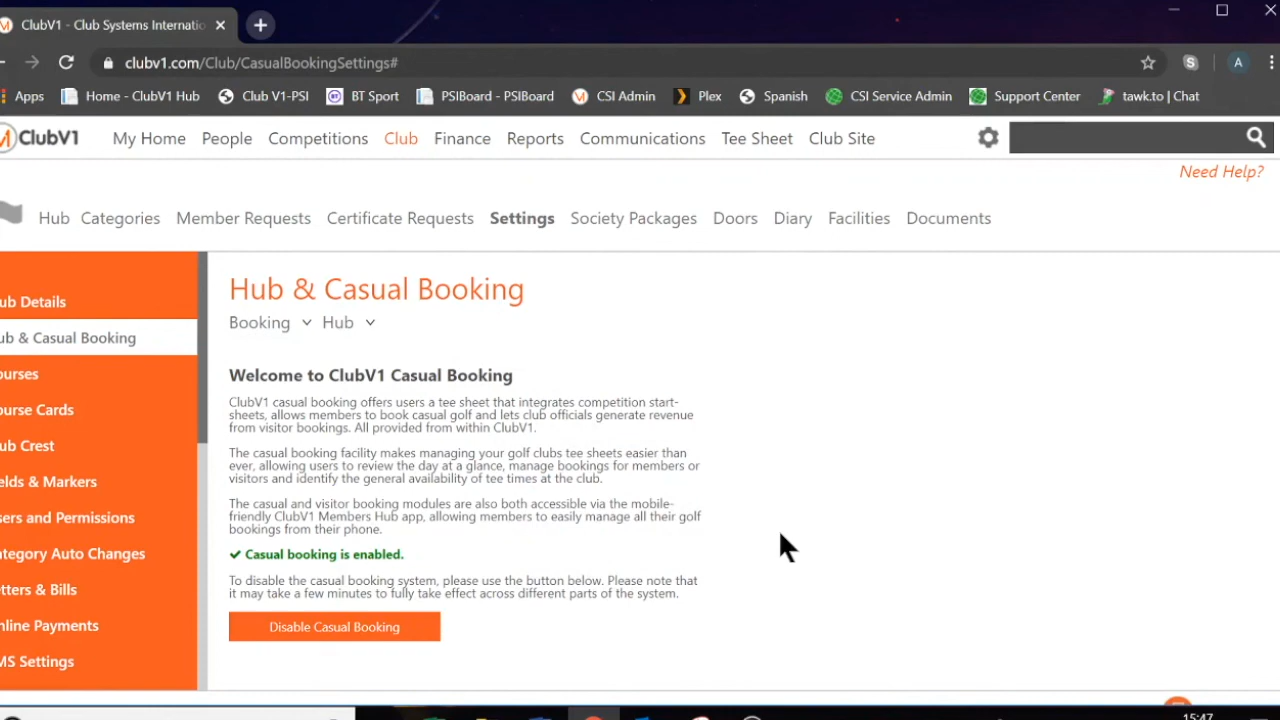 ClubV1 - Club Systems Internatio
clubv1.com/Club/CasualBookingSettings#
A
Apps Home - ClubV1 Hub Club V1-PSI BT Sport PSIBoard - PSIBoard CSI Admin Plex Spanish CSI Service Admin Support Center tawk.to | Chat
ClubV1 My Home People Competitions Club Finance Reports Communications Tee Sheet Club Site
Need Help?
Hub Categories Member Requests Certificate Requests Settings Society Packages Doors Diary Facilities Documents
ub Details
ub & Casual Booking
ourses
ourse Cards
ub Crest
elds & Markers
sers and Permissions
ategory Auto Changes
etters & Bills
nline Payments
MS Settings
Hub & Casual Booking
Booking Hub
Welcome to ClubV1 Casual Booking
ClubV1 casual booking offers users a tee sheet that integrates competition start-
sheets, allows members to book casual golf and lets club officials generate revenue
from visitor bookings. All provided from within ClubV1.
The casual booking facility makes managing your golf clubs tee sheets easier than
ever, allowing users to review the day at a glance, manage bookings for members or
visitors and identify the general availability of tee times at the club.
The casual and visitor booking modules are also both accessible via the mobile-
friendly ClubV1 Members Hub app, allowing members to easily manage all their golf
bookings from their phone.
Casual booking is enabled.
To disable the casual booking system, please use the button below. Please note that
it may take a few minutes to fully take effect across different parts of the system.
Disable Casual Booking
15:47